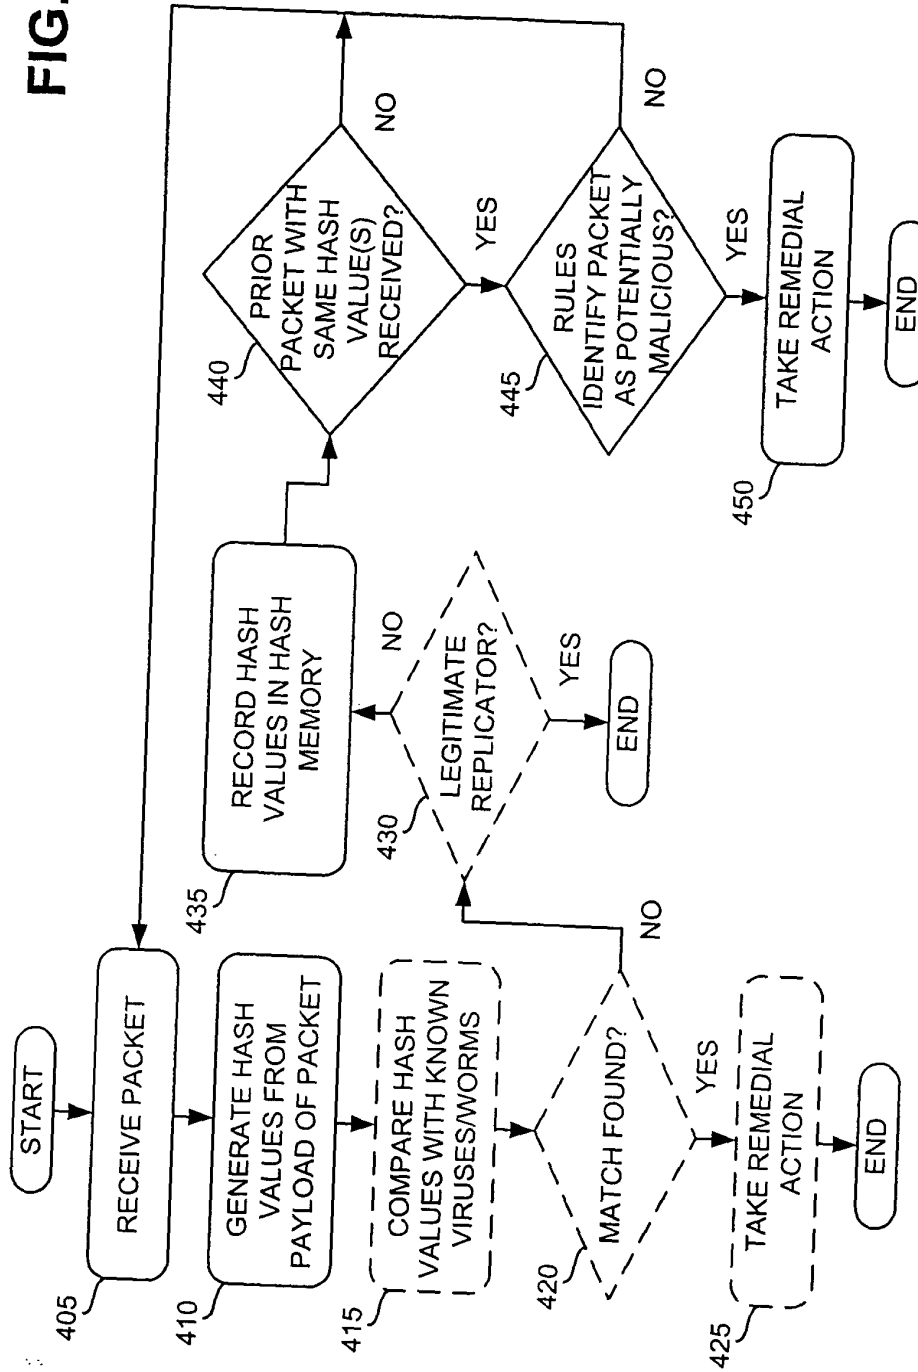 FIG.
START
405
RECEIVE PACKET
410
GENERATE HASH
VALUES FROM
PAYLOAD OF PACKET
415
COMPARE HASH
VALUES WITH KNOWN
VIRUSES/WORMS
420
MATCH FOUND?
NO
YES
425
TAKE REMEDIAL
ACTION
END
430
LEGITIMATE
REPLICATOR?
NO
YES
END
435
RECORD HASH
VALUES IN HASH
MEMORY
440
PRIOR
PACKET WITH
SAME HASH
VALUE(S)
RECEIVED?
NO
YES
445
RULES
IDENTIFY PACKET
AS POTENTIALLY
MALICIOUS?
NO
YES
450
TAKE REMEDIAL
ACTION
END